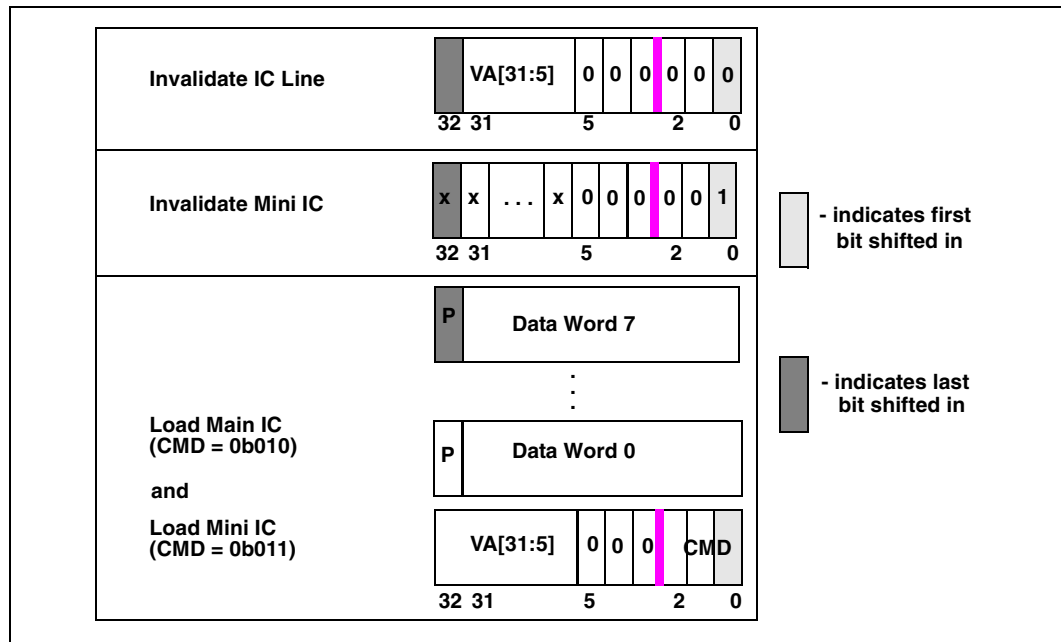 Invalidate IC Line
VA[31:5] 0 0 0 0 0 0
32 31 5 2 0
Invalidate Mini IC
x x . . . x 0 0 0 0 0 1
32 31 5 2 0
- indicates first
bit shifted in
P Data Word 7
.
.
.
- indicates last
bit shifted in
Load Main IC
(CMD = 0b010)
P Data Word 0
and
Load Mini IC
(CMD = 0b011)
VA[31:5] 0 0 0 CMD
32 31 5 2 0